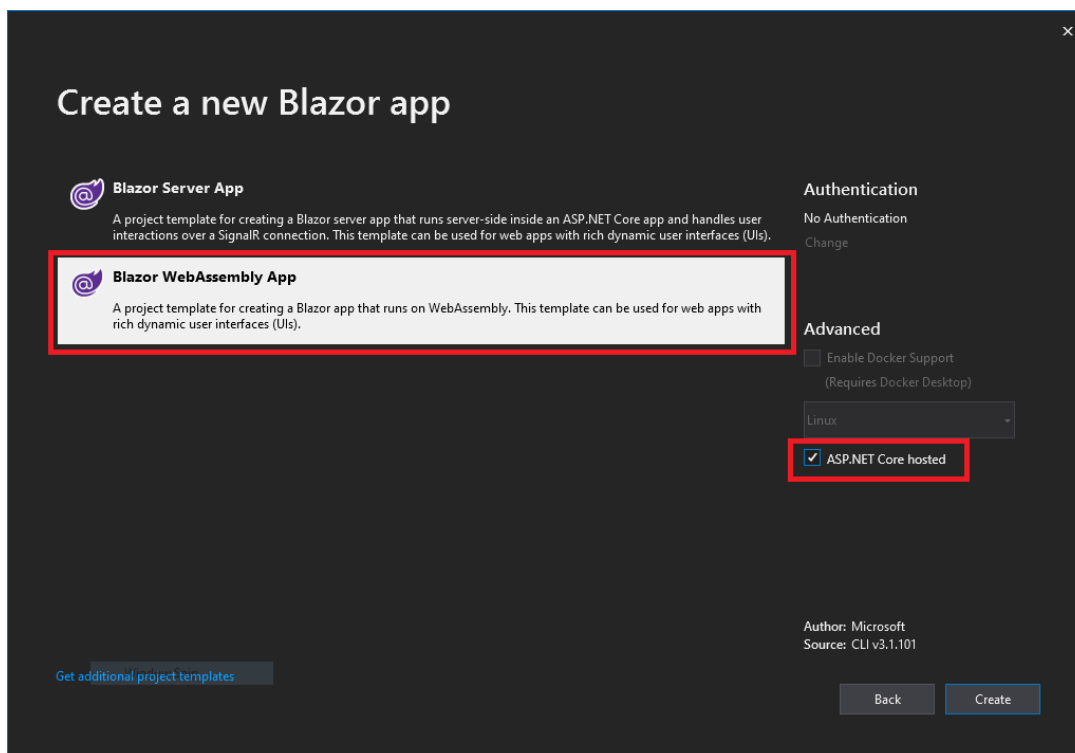 Create a new Blazor app
Blazor Server App
A project template for creating a Blazor server app that runs server-side inside an ASP.NET Core app and handles user
interactions over a SignalR connection. This template can be used for web apps with rich dynamic user interfaces (UIs).
Blazor WebAssembly App
A project template for creating a Blazor app that runs on WebAssembly. This template can be used for web apps with
rich dynamic user interfaces (UIs).
Get additional project templates
Authentication
No Authentication
Change
Advanced
Enable Docker Support
(Requires Docker Desktop)
Linux
ASP.NET Core hosted
Author: Microsoft
Source: CLI v3.1.101
Back
Create